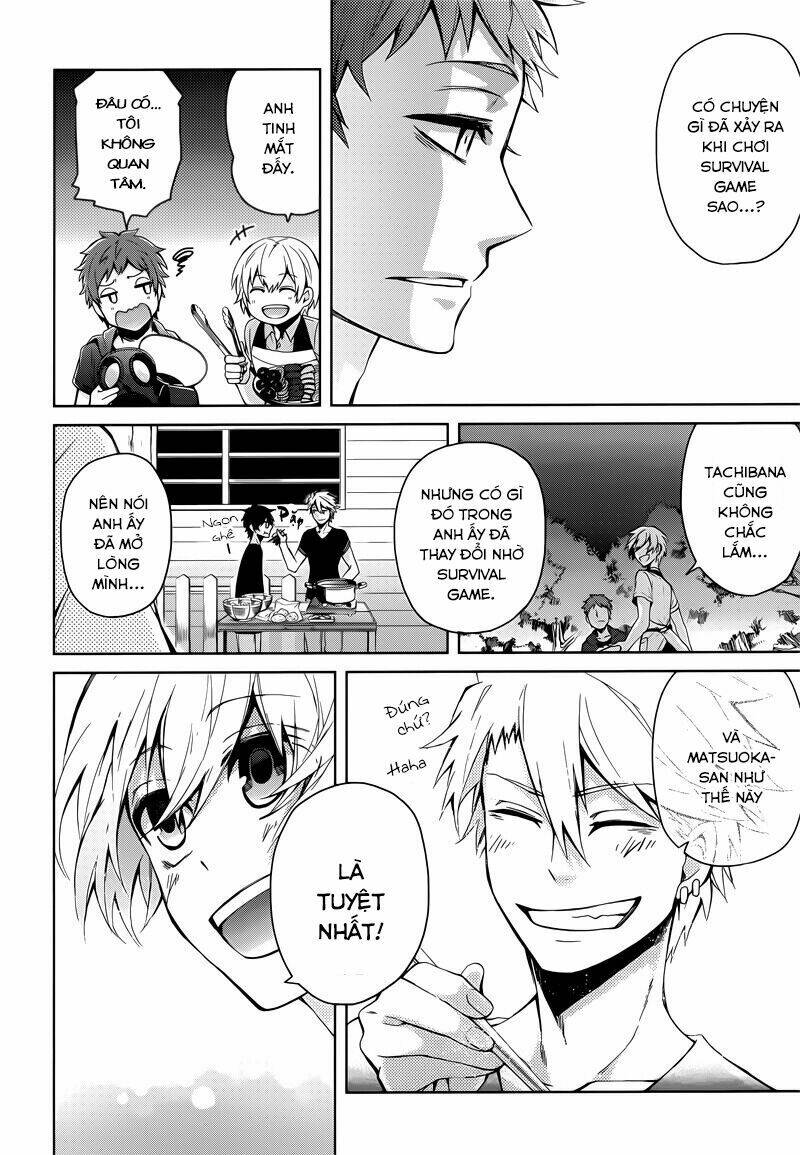 CÓ CHUYỆN
GÌ ĐÃ XẢY RA
KHI CHƠI
SURVIVAL
GAME
SAO...?
ANH
TINH
MẮT
ĐẤY.
ĐÂU CÓ...
TÔI
KHÔNG
QUAN
TÂM.
TACHIBANA
CŨNG
KHÔNG
CHẮC
LẮM...
NHƯNG CÓ GÌ
ĐÓ TRONG
ANH ẤY ĐÃ
THAY ĐỔI NHỜ
SURVIVAL
GAME.
Ngon
ghê
NÊN NÓI
ANH ẤY
ĐÃ MỞ
LÒNG
MÌNH...
VÀ
MATSUOKA-
SAN NHƯ
THẾ NÀY
Đúng
chứ?
Haha
LÀ
TUYỆT
NHẤT!